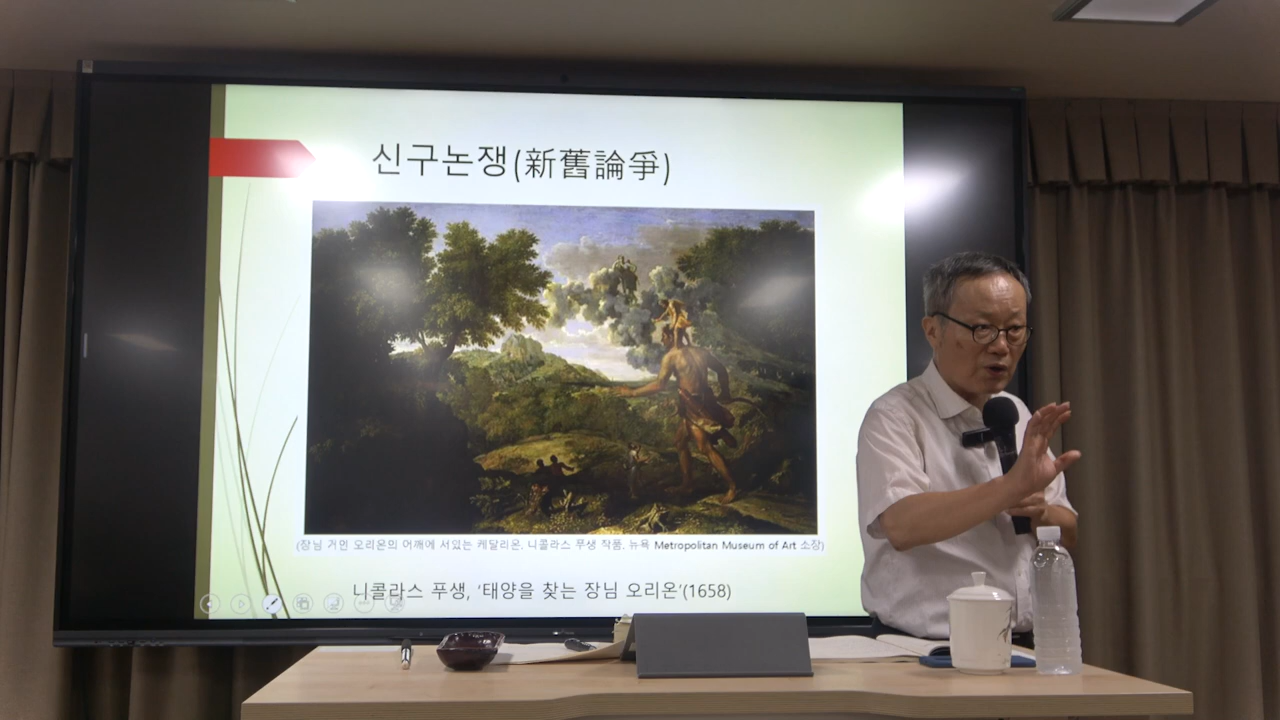 신구논쟁(新舊論爭)
(장님 거인 오리온의 어깨에 서있는 케달리온. 니콜라스 푸생 작품. 뉴욕 Metropolitan Museum of Art 소장)
니콜라스 푸생, '태양을 찾는 장님 오리온'(1658)